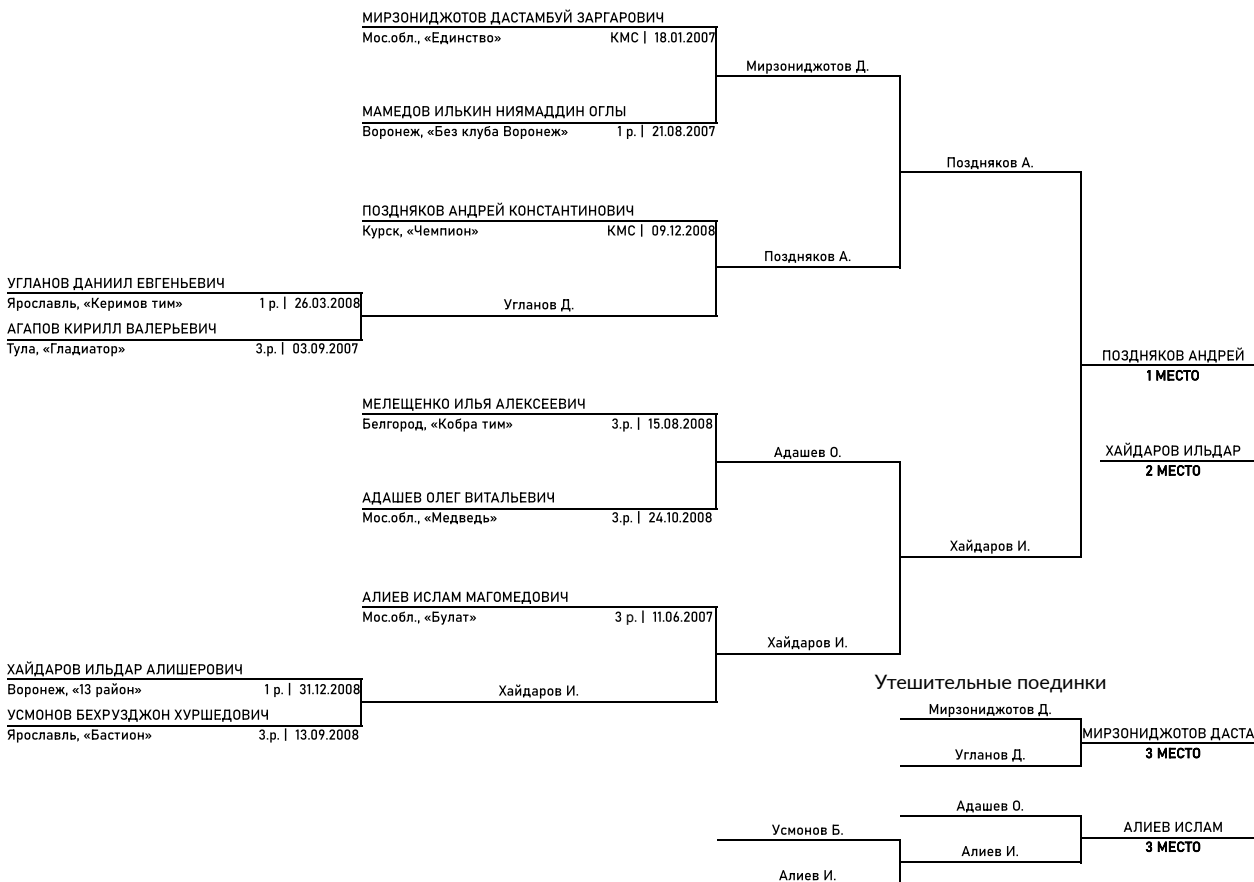 МИРЗОНИДЖОТОВ ДАСТАМБУЙ ЗАРГАРОВИЧ
Мос.обл., «Единство» КМС | 18.01.2007
Мирзониджотов Д.
МАМЕДОВ ИЛЬКИН НИЯМАДДИН ОГЛЫ
Воронеж, «Без клуба Воронеж» 1 р. | 21.08.2007
Поздняков А.
ПОЗДНЯКОВ АНДРЕЙ КОНСТАНТИНОВИЧ
Курск, «Чемпион» КМС | 09.12.2008
Поздняков А.
УГЛАНОВ ДАНИИЛ ЕВГЕНЬЕВИЧ
Ярославль, «Керимов тим» 1 р. | 26.03.2008
Угланов Д.
АГАПОВ КИРИЛЛ ВАЛЕРЬЕВИЧ
Тула, «Гладиатор» 3.р. | 03.09.2007
ПОЗДНЯКОВ АНДРЕЙ
1 МЕСТО
МЕЛЕЩЕНКО ИЛЬЯ АЛЕКСЕЕВИЧ
Белгород, «Кобра тим» 3.р. | 15.08.2008
Адашев О.
ХАЙДАРОВ ИЛЬДАР
2 МЕСТО
АДАШЕВ ОЛЕГ ВИТАЛЬЕВИЧ
Мос.обл., «Медведь» 3.р. | 24.10.2008
Хайдаров И.
АЛИЕВ ИСЛАМ МАГОМЕДОВИЧ
Мос.обл., «Булат» 3 р. | 11.06.2007
Хайдаров И.
ХАЙДАРОВ ИЛЬДАР АЛИШЕРОВИЧ
Воронеж, «13 район» 1 р. | 31.12.2008
Хайдаров И.
УСМОНОВ БЕХРУЗДЖОН ХУРШЕДОВИЧ
Ярославль, «Бастион» 3.р. | 13.09.2008
Утешительные поединки
Мирзониджотов Д.
МИРЗОНИДЖОТОВ ДАСТА
3 МЕСТО
Угланов Д.
Адашев О.
Усмонов Б.
АЛИЕВ ИСЛАМ
3 МЕСТО
Алиев И.
Алиев И.